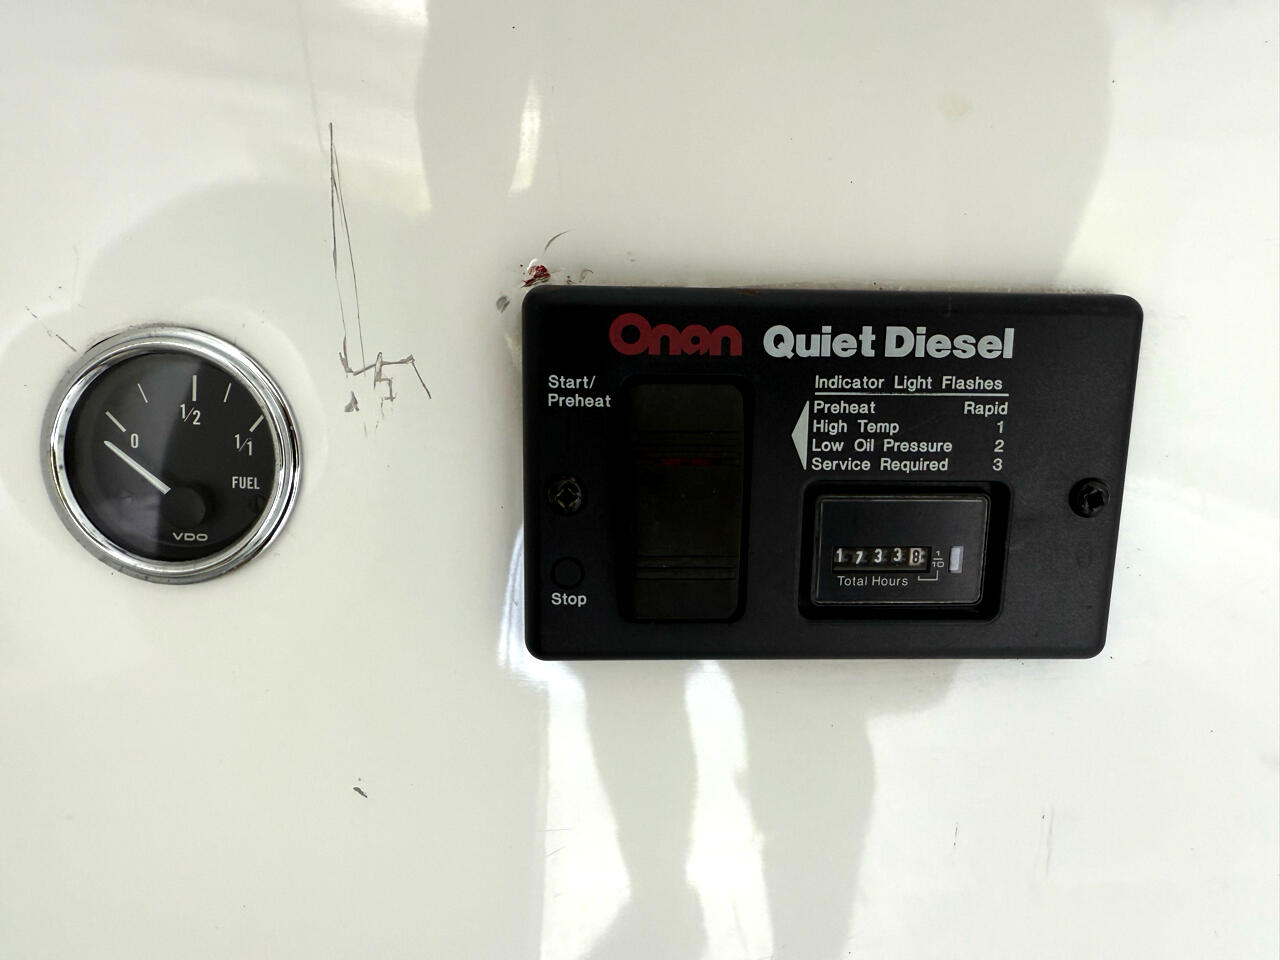 0
1/2
1/1
FUEL
VDO
Onan Quiet Diesel
Start/
Preheat
Stop
Indicator Light Flashes
Preheat Rapid
High Temp 1
Low Oil Pressure 2
Service Required 3
17338
1/10
Total Hours